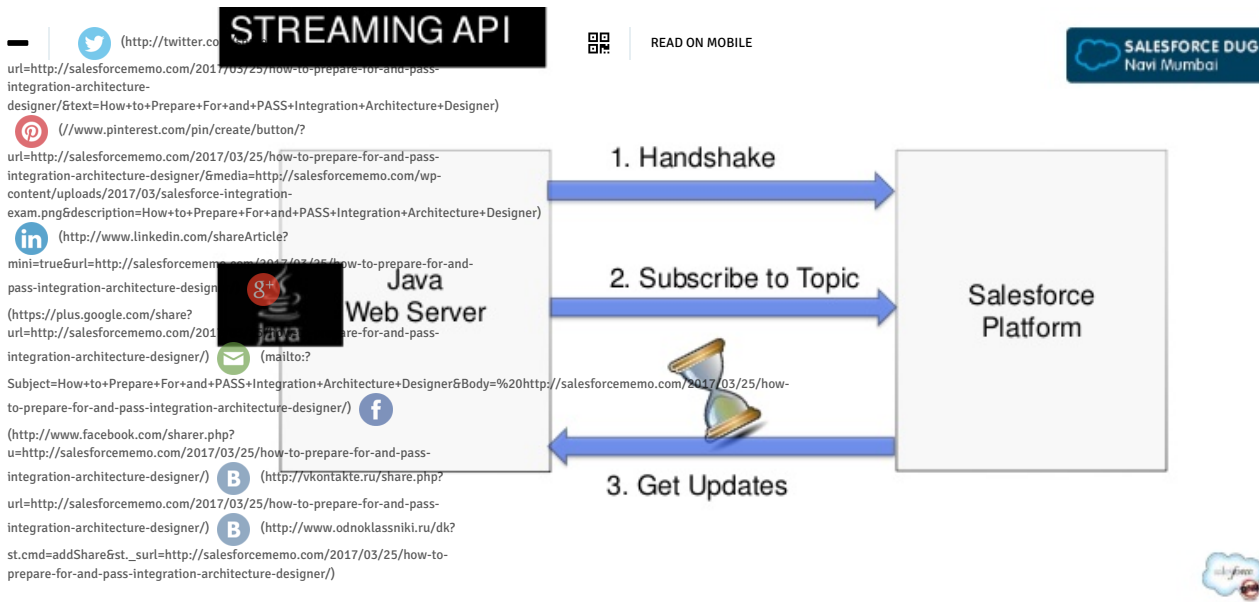 STREAMING API
(http://twitter.co
READ ON MOBILE
SALESFORCE DUG
Navi Mumbai
url=http://salesforcememo.com/2017/03/25/how-to-prepare-for-and-pass-
integration-architecture-
designer/&text=How+to+Prepare+For+and+PASS+Integration+Architecture+Designer)
(//www.pinterest.com/pin/create/button/?
url=http://salesforcememo.com/2017/03/25/how-to-prepare-for-and-pass-
integration-architecture-designer/&media=http://salesforcememo.com/wp-
content/uploads/2017/03/salesforce-integration-
exam.png&description=How+to+Prepare+For+and+PASS+Integration+Architecture+Designer)
in (http://www.linkedin.com/shareArticle?
mini=true&url=http://salesforcememo.com/2017/03/25/how-to-prepare-for-and-
pass-integration-architecture-design
g+
(https://plus.google.com/share?
url=http://salesforcememo.com/201 are-for-and-pass-
integration-architecture-designer/) (mailto:?
Subject=How+to+Prepare+For+and+PASS+Integration+Architecture+Designer&Body=%20http://salesforcememo.com/2017/03/25/how-
to-prepare-for-and-pass-integration-architecture-designer/) f
(http://www.facebook.com/sharer.php?
u=http://salesforcememo.com/2017/03/25/how-to-prepare-for-and-pass-
integration-architecture-designer/) B (http://vkontakte.ru/share.php?
url=http://salesforcememo.com/2017/03/25/how-to-prepare-for-and-pass-
integration-architecture-designer/) B (http://www.odnoklassniki.ru/dk?
st.cmd=addShare&st._surl=http://salesforcememo.com/2017/03/25/how-to-
prepare-for-and-pass-integration-architecture-designer/)
Java
Java
Web Server
1. Handshake
2. Subscribe to Topic
3. Get Updates
Salesforce
Platform
salesforce